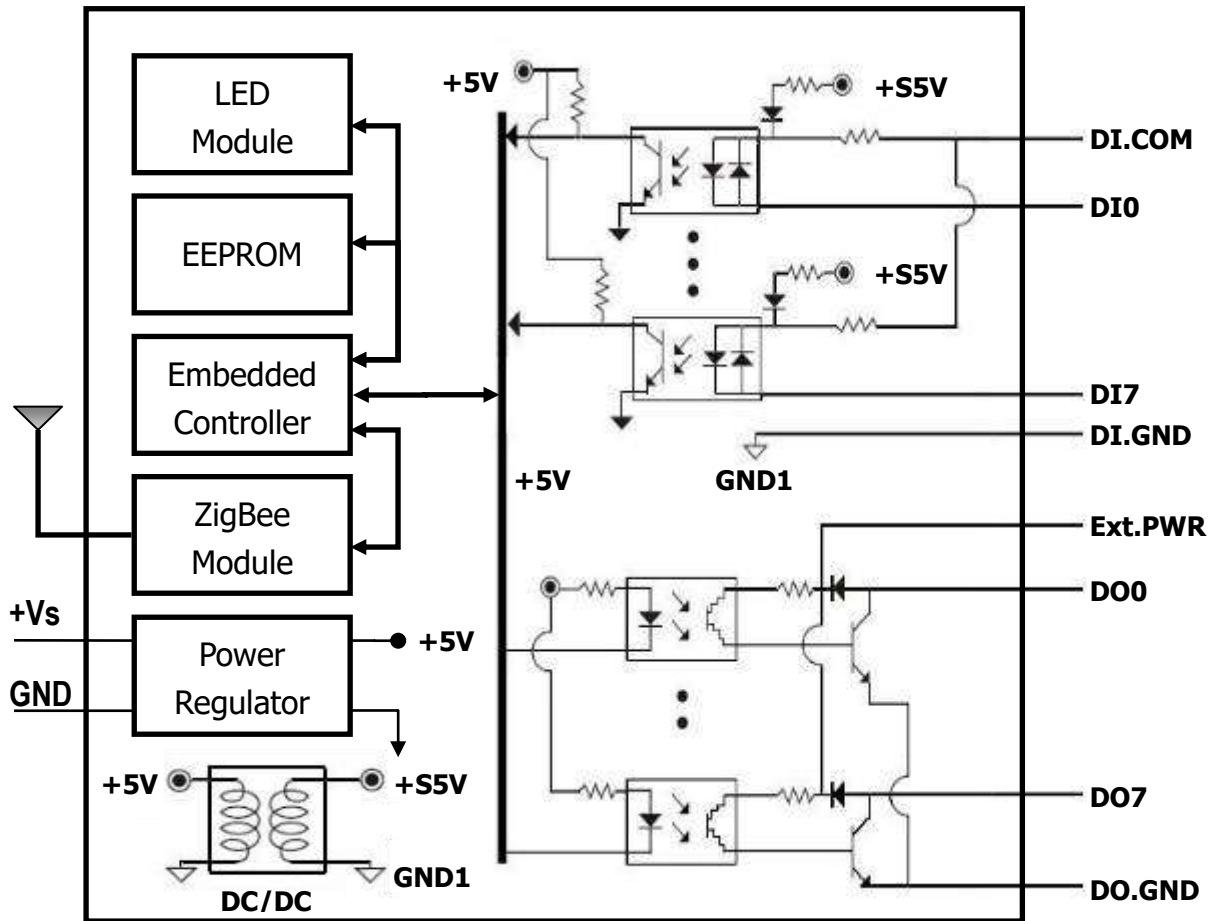 LED
Module
EEPROM
Embedded
Controller
ZigBee
Module
+Vs
GND
Power
Regulator
+5V
+5V
+S5V
GND1
DC/DC
+5V
+S5V
DI.COM
DI0
+S5V
DI7
DI.GND
GND1
+5V
Ext.PWR
DO0
DO7
DO.GND